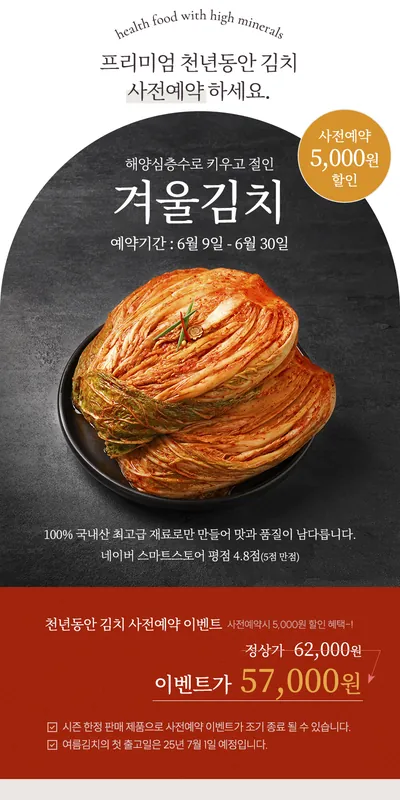 health food with high minerals
프리미엄 천년동안 김치
사전예약 하세요.
사전예약
5,000원
할인
해양심층수로 키우고 절인
겨울김치
예약기간 : 6월 9일 - 6월 30일
100% 국내산 최고급 재료로만 만들어 맛과 품질이 남다릅니다.
네이버 스마트스토어 평점 4.8점(5점 만점)
천년동안 김치 사전예약 이벤트 사전예약시 5,000원 할인 혜택~!
정상가 62,000원
이벤트가 57,000원
시즌 한정 판매 제품으로 사전예약 이벤트가 조기 종료 될 수 있습니다.
여름김치의 첫 출고일은 25년 7월 1일 예정입니다.